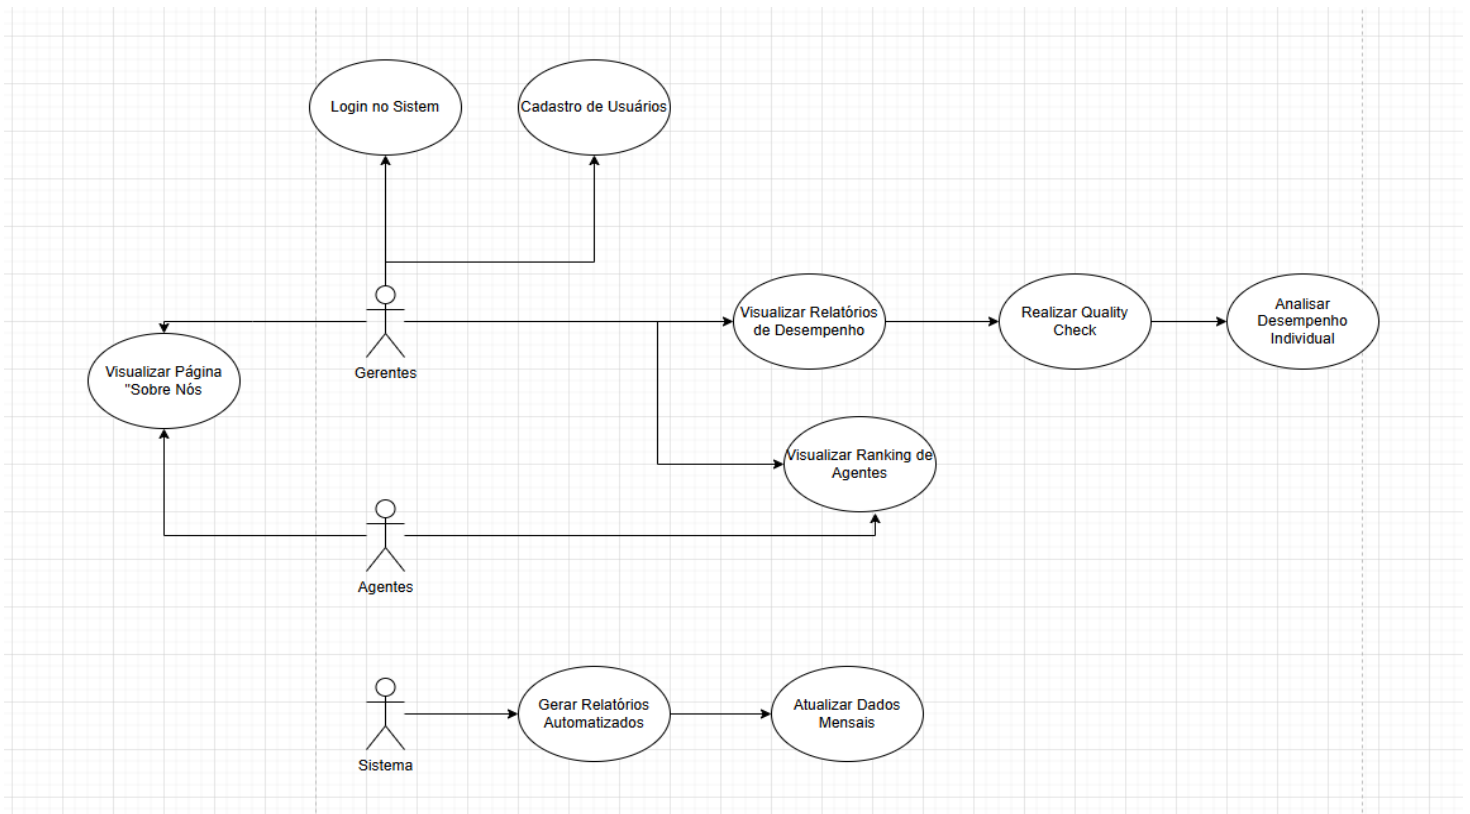 Login no Sistem
Cadastro de Usuários
Gerentes
Visualizar Relatórios
de Desempenho
Realizar Quality
Check
Analisar
Desempenho
Individual
Visualizar Página
"Sobre Nós
Visualizar Ranking de
Agentes
Agentes
Gerar Relatórios
Automatizados
Atualizar Dados
Mensais
Sistema